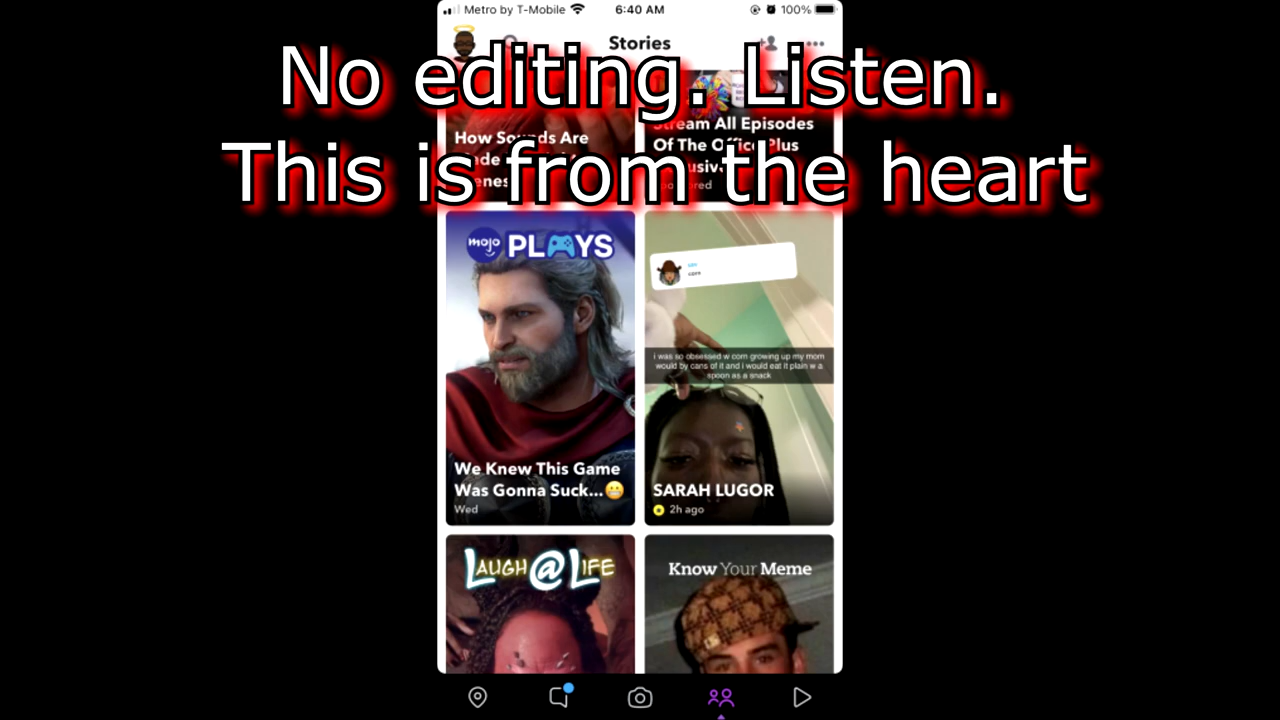 Metro by T-Mobile
6:40 AM
100%
Stories
No editing. Listen.
This is from the heart
How Sounds Are
Stream All Episodes
Of The Office Plus
mojo PLAYS
We Knew This Game
Was Gonna Suck...😬
Wed
corn
i was so obsessed w corn growing up my mom
would by cans of it and i would eat it plain w a
spoon as a snack
SARAH LUGOR
2h ago
LAUGH@LIFE
Know Your Meme